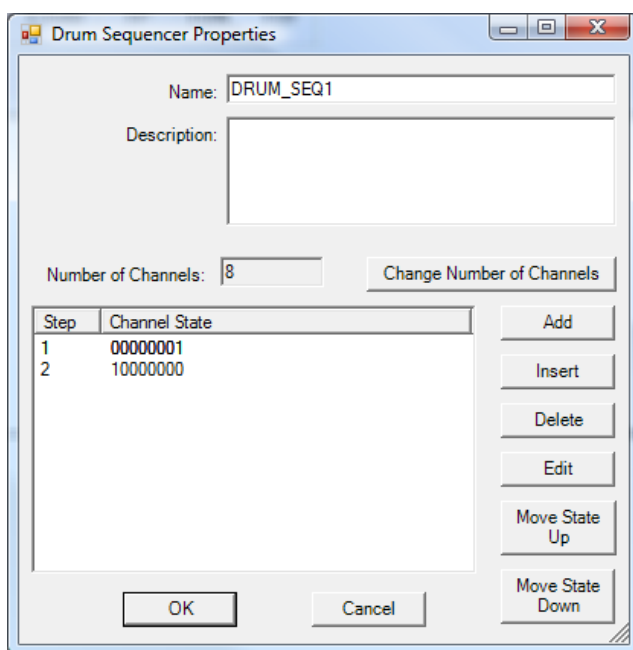 Drum Sequencer Properties
Name: DRUM_SEQ1
Description:
Number of Channels: 8 Change Number of Channels
Step Channel State
1 00000001
2 10000000
Add
Insert
Delete
Edit
Move State
Up
Move State
Down
OK Cancel